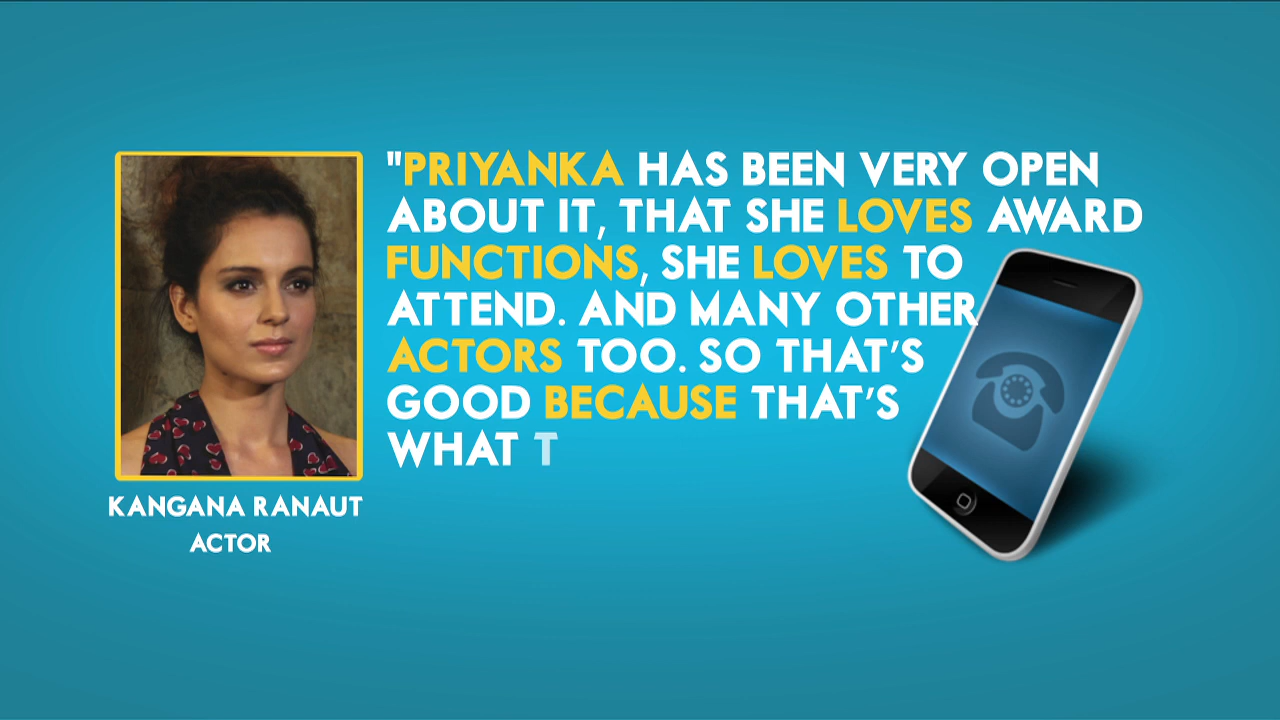 "PRIYANKA HAS BEEN VERY OPEN
ABOUT IT, THAT SHE LOVES AWARD
FUNCTIONS, SHE LOVES TO
ATTEND. AND MANY OTHER
ACTORS TOO. SO THAT'S
GOOD BECAUSE THAT'S
WHAT T
KANGANA RANAUT
ACTOR